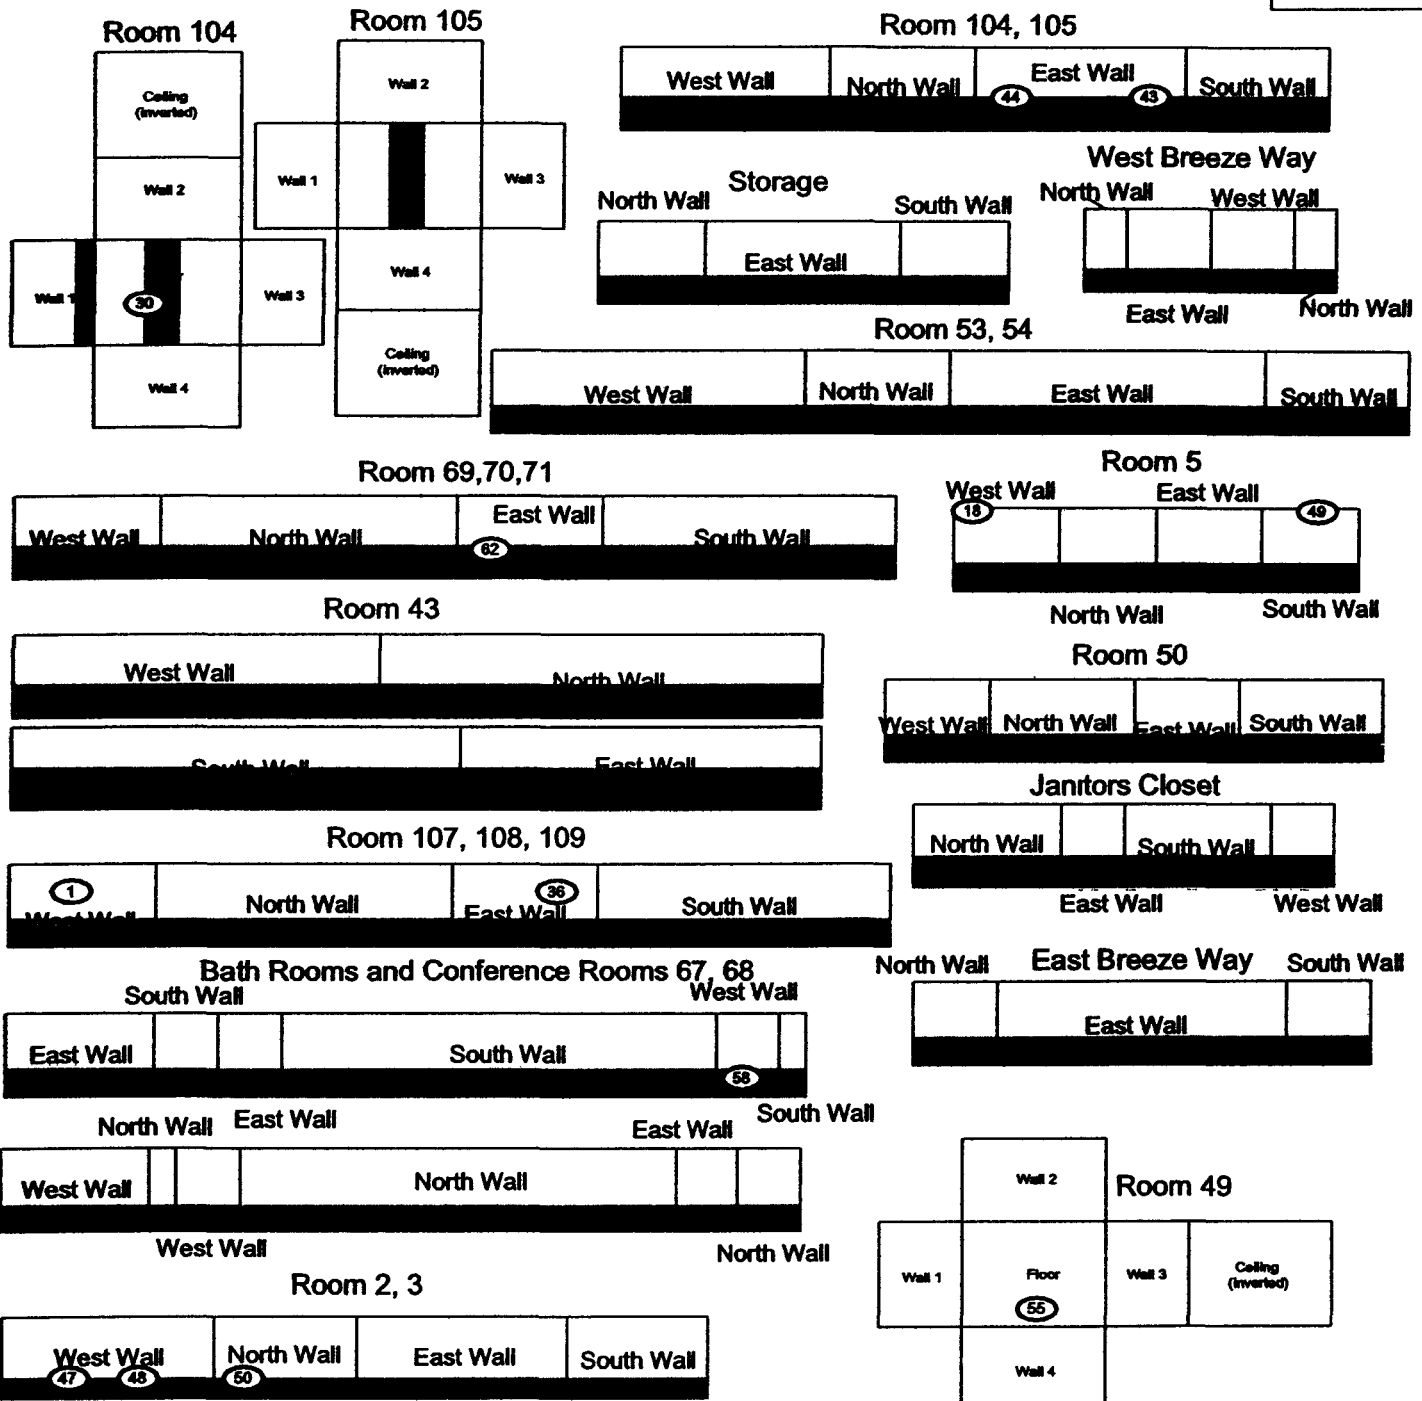 Room 104
Room 105
Room 104, 105
Ceiling
(inverted)
Wall 2
Wall 1
30
Wall 3
Wall 4
Wall 2
Wall 1
Wall 3
Wall 4
Ceiling
(inverted)
West Wall North Wall East Wall South Wall
44 43
Storage
North Wall South Wall
East Wall
West Breeze Way
North Wall West Wall
East Wall North Wall
Room 53, 54
West Wall North Wall East Wall South Wall
Room 69,70,71
West Wall North Wall East Wall South Wall
62
Room 5
West Wall East Wall
18 49
North Wall South Wall
Room 43
West Wall North Wall
South Wall East Wall
Room 50
West Wall North Wall East Wall South Wall
Janitors Closet
North Wall South Wall
East Wall West Wall
Room 107, 108, 109
1 36
West Wall North Wall East Wall South Wall
Bath Rooms and Conference Rooms 67, 68
South Wall West Wall
East Wall South Wall
58
North Wall East Wall East Wall South Wall
West Wall North Wall
West Wall North Wall
East Breeze Way
North Wall South Wall
East Wall
Room 49
Wall 2
Wall 1 Floor Wall 3 Ceiling
(inverted)
55
Wall 4
Room 2, 3
West Wall North Wall East Wall South Wall
47 48 50